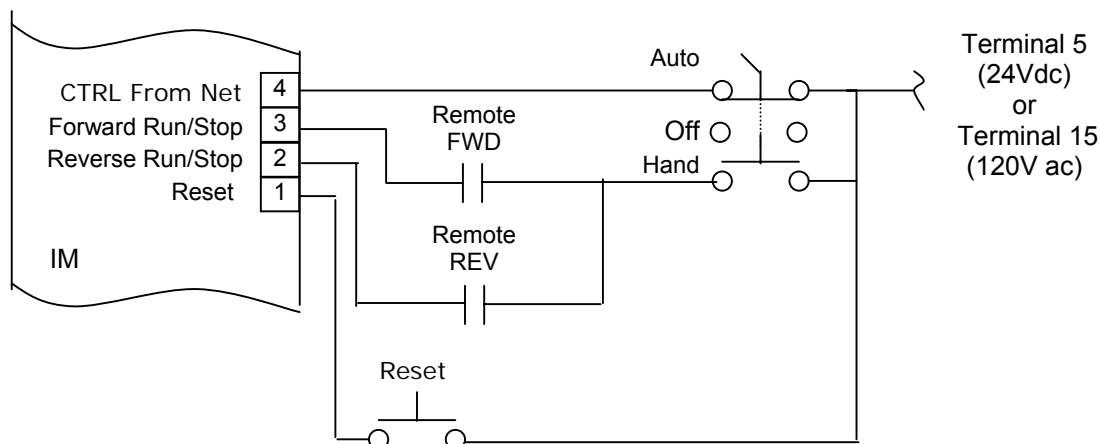 CTRL From Net 4
Forward Run/Stop 3
Reverse Run/Stop 2
Reset 1
IM
Remote
FWD
Remote
REV
Reset
Auto
Off
Hand
Terminal 5
(24Vdc)
or
Terminal 15
(120V ac)